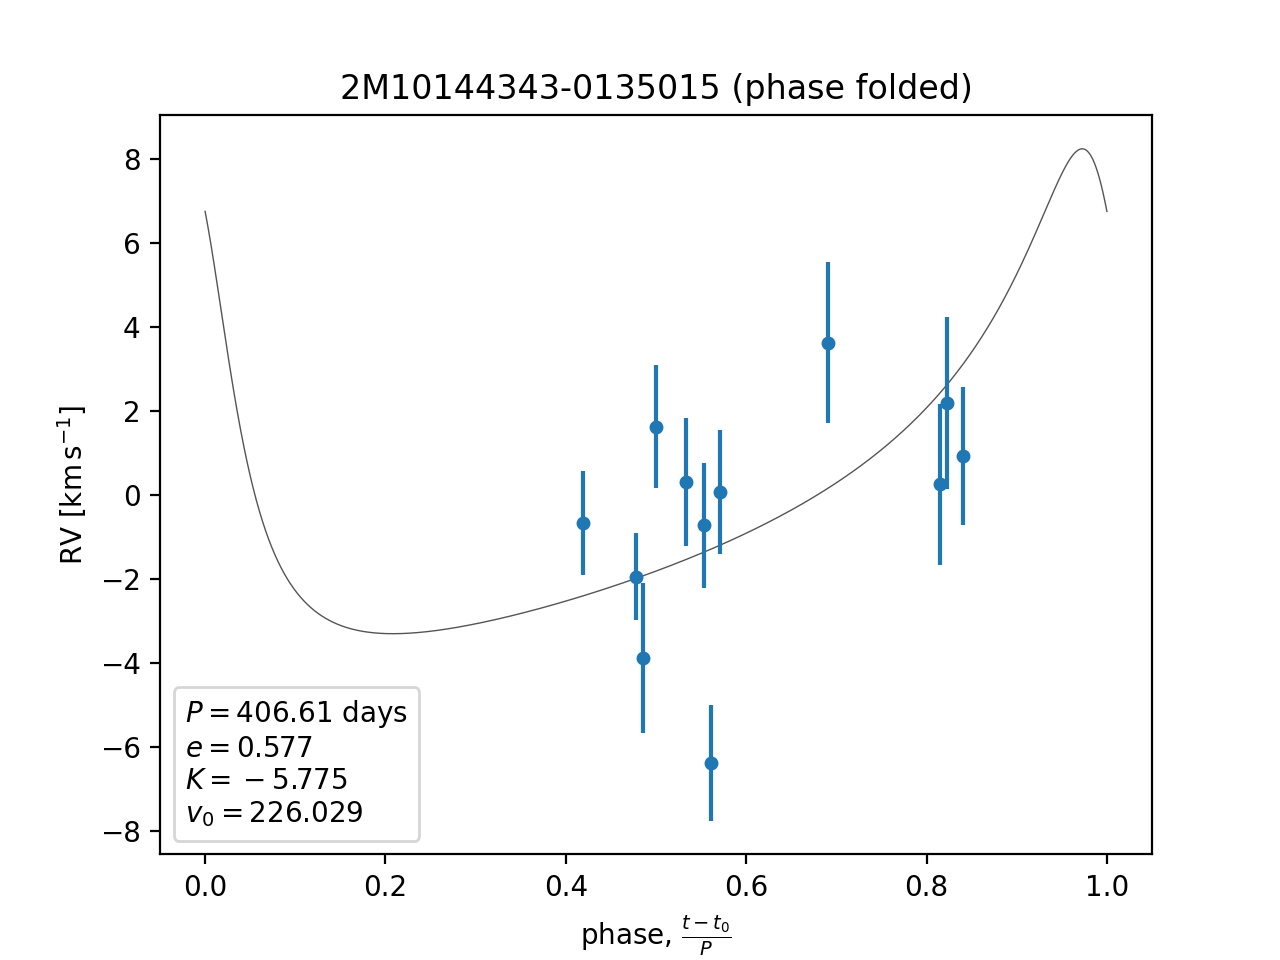 2M10144343-0135015 (phase folded)
RV [km s−1]
8
6
4
2
0
−2
−4
−6
−8
P = 406.61 days
e = 0.577
K = −5.775
v0 = 226.029
0.0 0.2 0.4 0.6 0.8 1.0
phase, t − t0 / P